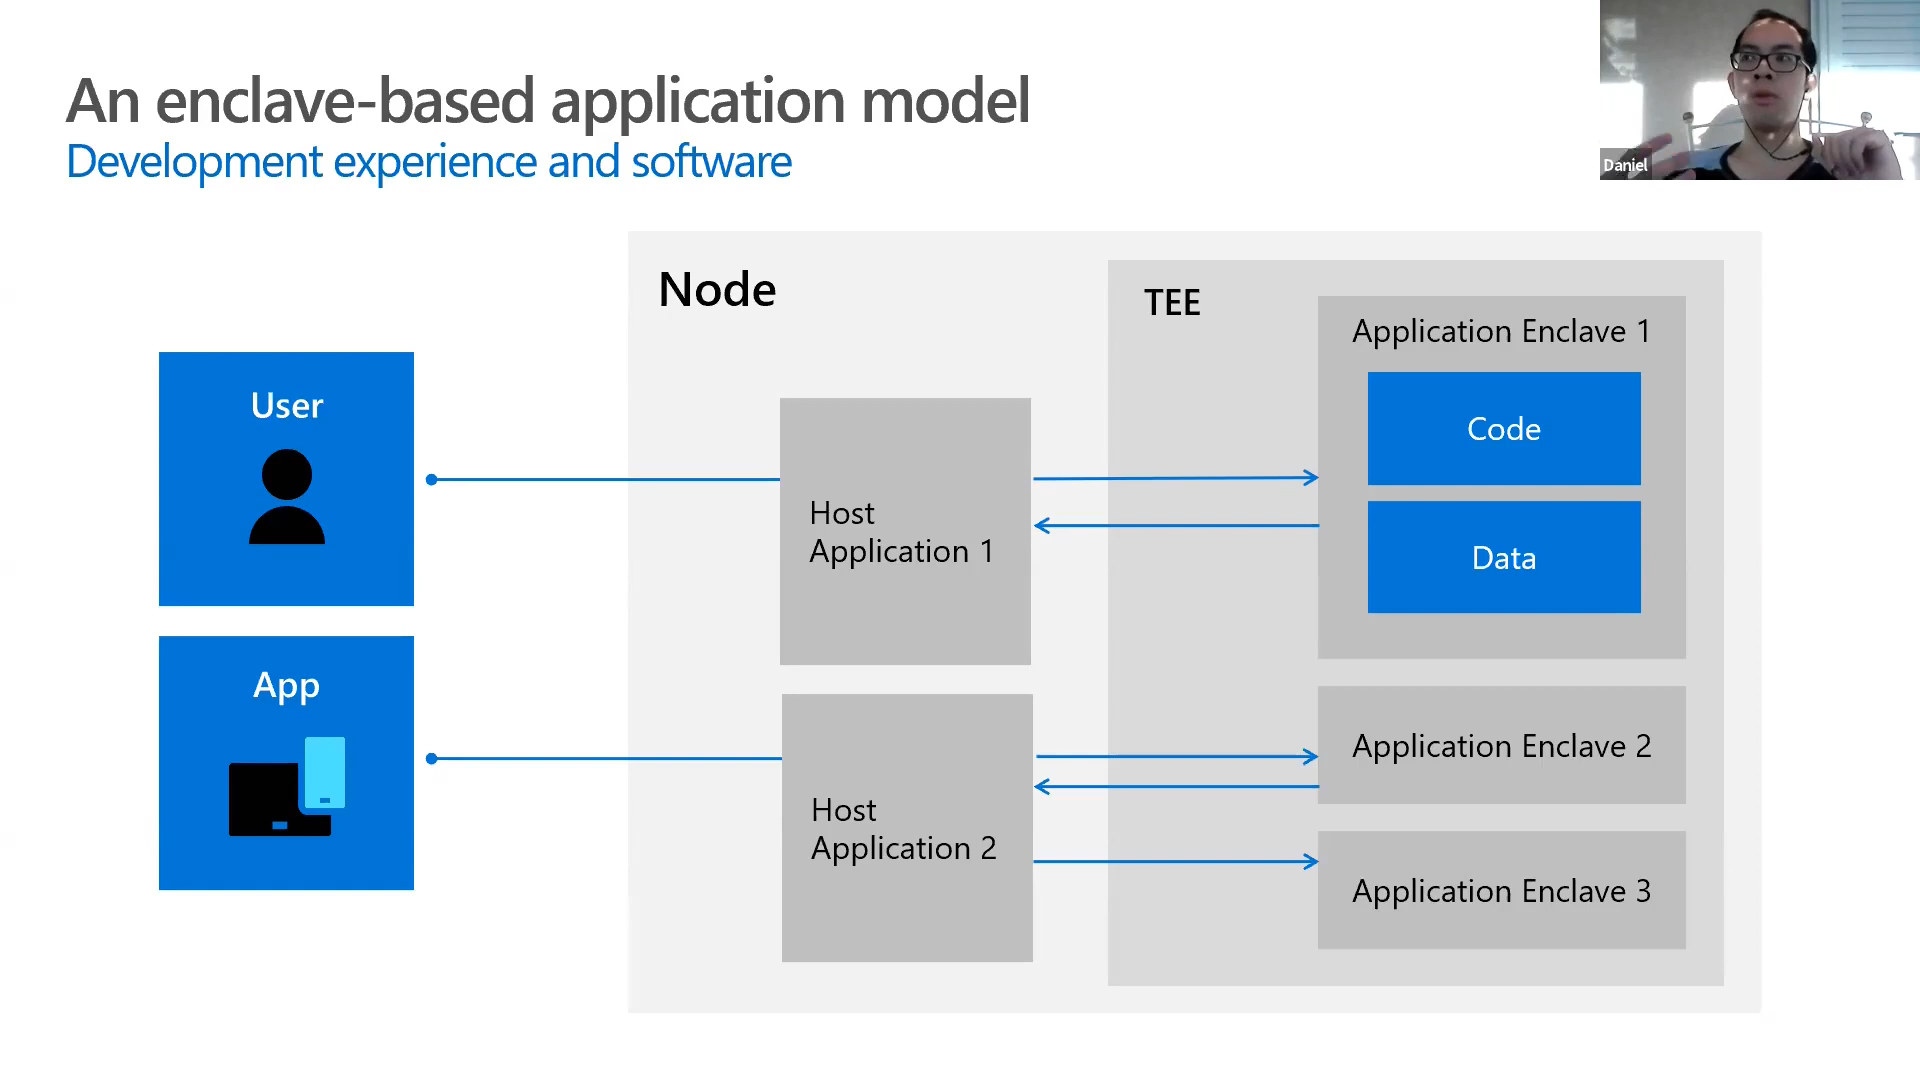 An enclave-based application model
Development experience and software
Daniel
Node
TEE
Application Enclave 1
User
Code
Host
Application 1
Data
App
Application Enclave 2
Host
Application 2
Application Enclave 3